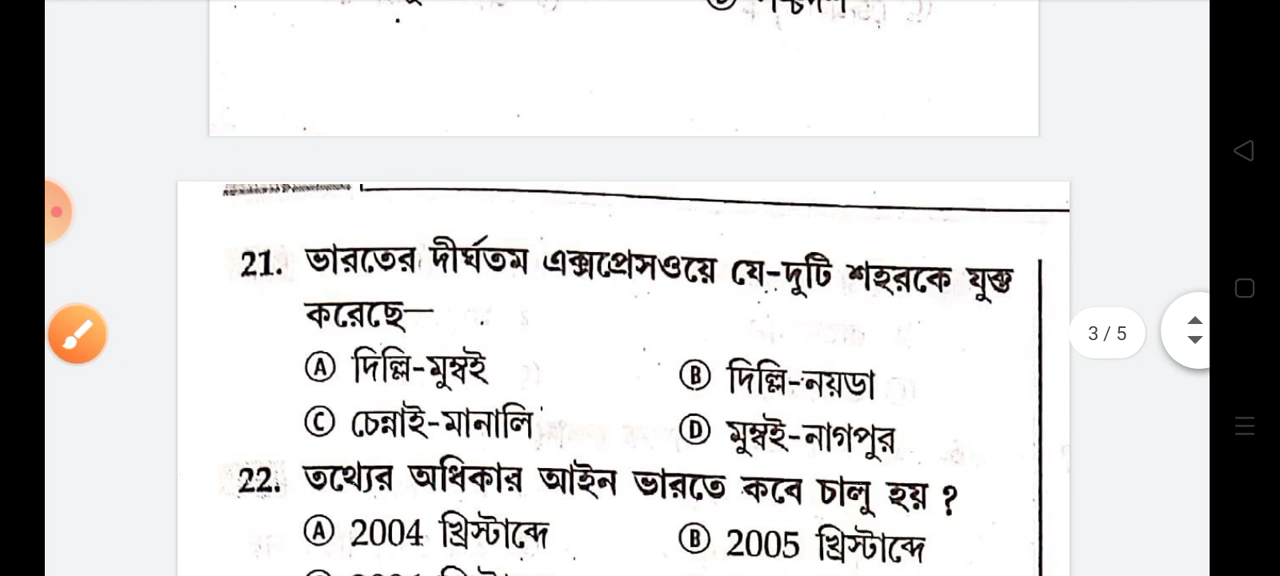 21. ভারতের দীর্ঘতম এক্সপ্রেসওয়ে যে-দুটি শহরকে যুক্ত
করেছে—
Ⓐ দিল্লি-মুম্বই Ⓑ দিল্লি-নয়ডা
Ⓒ চেন্নাই-মানালি Ⓓ মুম্বই-নাগপুর
3 / 5
22. তথ্যের অধিকার আইন ভারতে কবে চালু হয় ?
Ⓐ 2004 খ্রিস্টাব্দে Ⓑ 2005 খ্রিস্টাব্দে